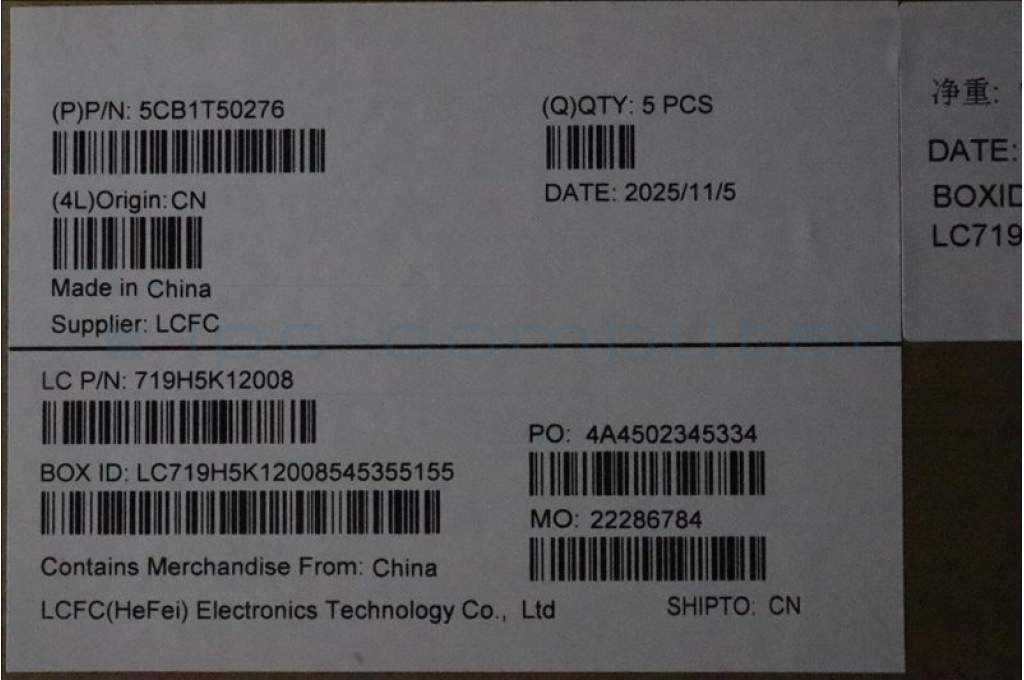 (P)P/N: 5CB1T50276
(Q)QTY: 5 PCS
DATE: 2025/11/5
(4L)Origin:CN
Made in China
Supplier: LCFC
LC P/N: 719H5K12008
BOX ID: LC719H5K12008545355155
PO: 4A4502345334
MO: 22286784
Contains Merchandise From: China
LCFC(HeFei) Electronics Technology Co., Ltd
SHIPTO: CN
净重:
DATE:
BOXID
LC719